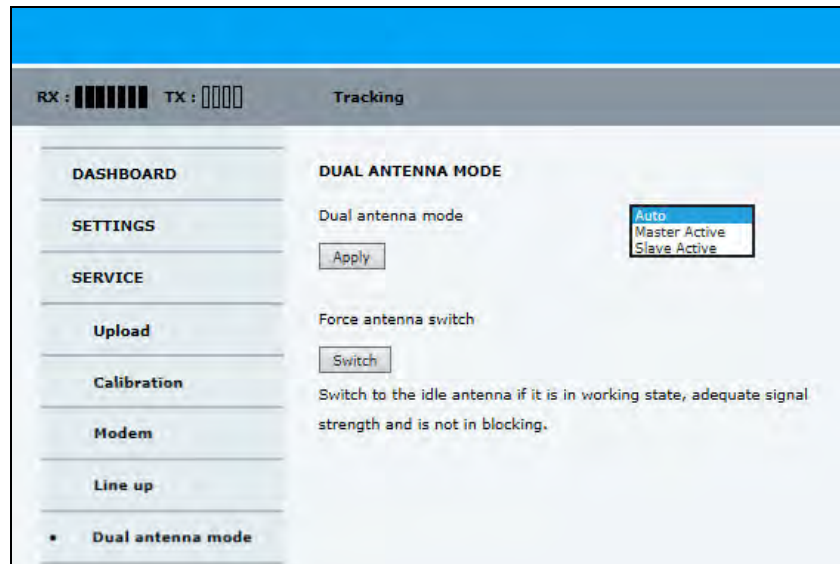 RX : TX : Tracking
DASHBOARD
SETTINGS
SERVICE
Upload
Calibration
Modem
Line up
• Dual antenna mode
DUAL ANTENNA MODE
Dual antenna mode
Auto
Master Active
Slave Active
Apply
Force antenna switch
Switch
Switch to the idle antenna if it is in working state, adequate signal
strength and is not in blocking.